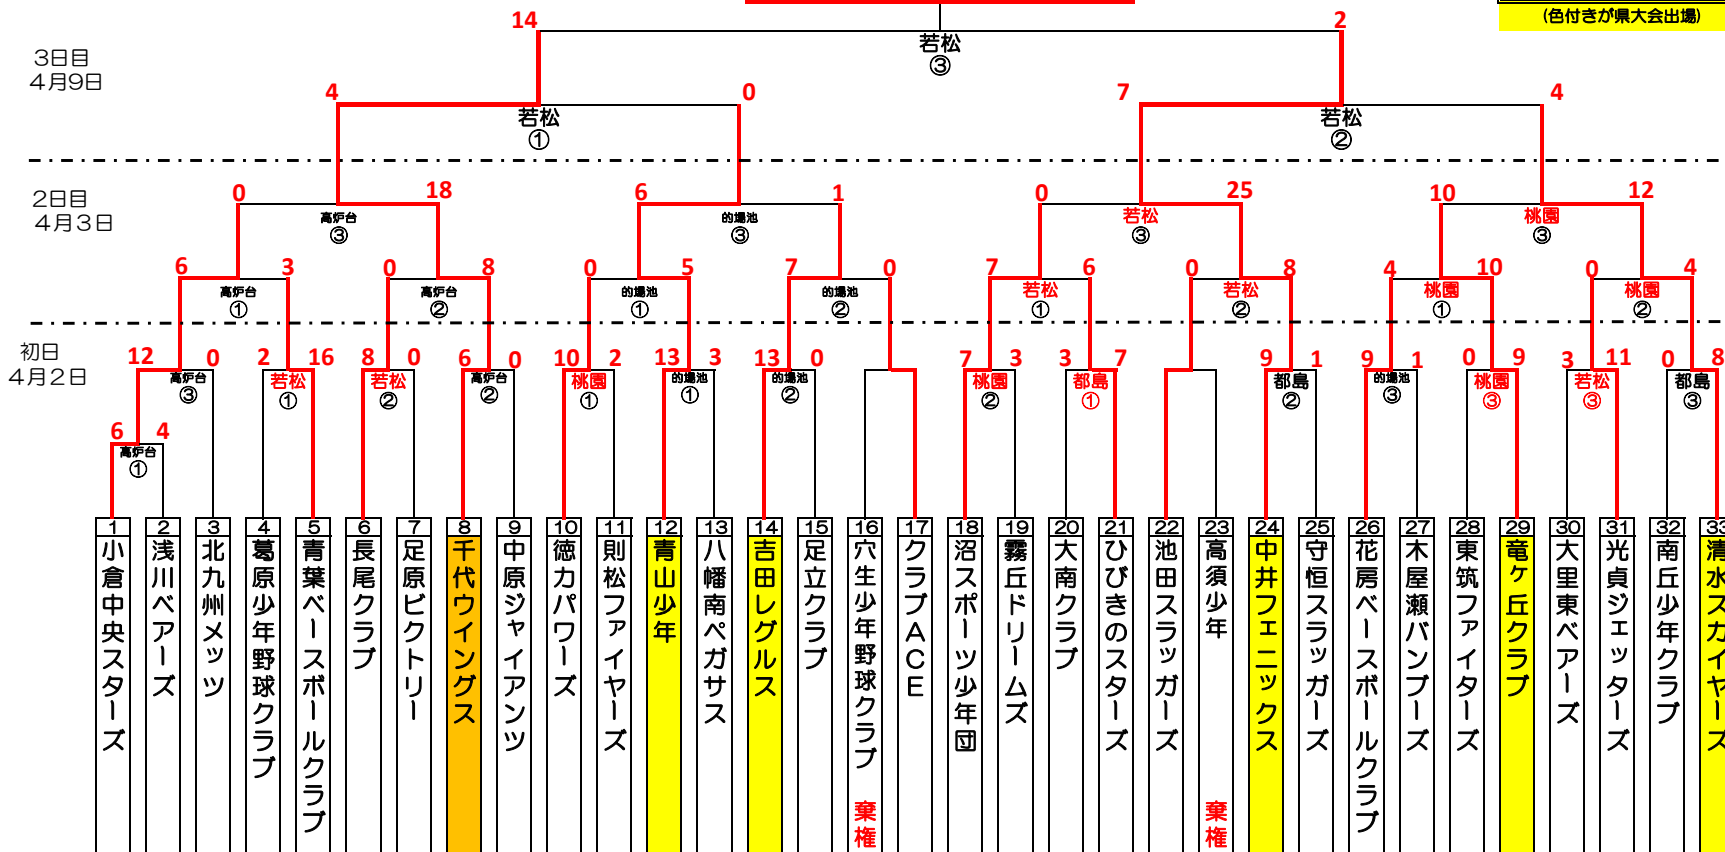 (色付きが県大会出場)
14 2
若松
③
3日目
4月9日
4 0 7 4
若松 若松
① ②
2日目
4月3日
0 18 6 1 0 25 10 12
高炉台 的場池 若松 桃園
③ ③ ③ ③
6 3 0 8 0 5 7 0 7 6 0 8 4 10 0 4
高炉台 高炉台 的場池 的場池 若松 若松 桃園 桃園
① ② ① ② ① ② ① ②
初日
4月2日
12 0 2 16 8 0 6 0 10 2 13 3 13 0 7 3 3 7 9 1 9 1 0 9 3 11 0 8
高炉台 若松 若松 高炉台 桃園 的場池 的場池 桃園 都島 都島 的場池 桃園 若松 都島
③ ① ② ② ① ① ② ② ① ② ③ ③ ③ ③
6 4
高炉台
①
1 小倉中央スターズ
2 浅川ベアーズ
3 北九州メッツ
4 葛原少年野球クラブ
5 青葉ベースボールクラブ
6 長尾クラブ
7 足原ビクトリー
8 千代ウイングス
9 中原ジャイアンツ
10 徳力パワーズ
11 則松ファイヤーズ
12 青山少年
13 八幡南ペガサス
14 吉田レグルス
15 足立クラブ
16 穴生少年野球クラブ 棄権
17 クラブACE
18 沼スポーツ少年団
19 霧丘ドリームズ
20 大南クラブ
21 ひびきのスターズ
22 池田スラッガーズ
23 高須少年 棄権
24 中井フェニックス
25 守恒スラッガーズ
26 花房ベースボールクラブ
27 木屋瀬バンブーズ
28 東筑ファイターズ
29 竜ヶ丘クラブ
30 大里東ベアーズ
31 光貞ジェッターズ
32 南丘少年クラブ
33 清水スカイヤーズ